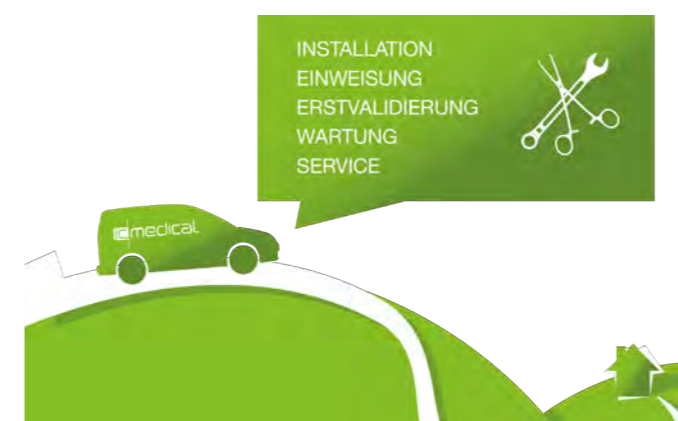 INSTALLATION
EINWEISUNG
ERSTVALIDIERUNG
WARTUNG
SERVICE
medical